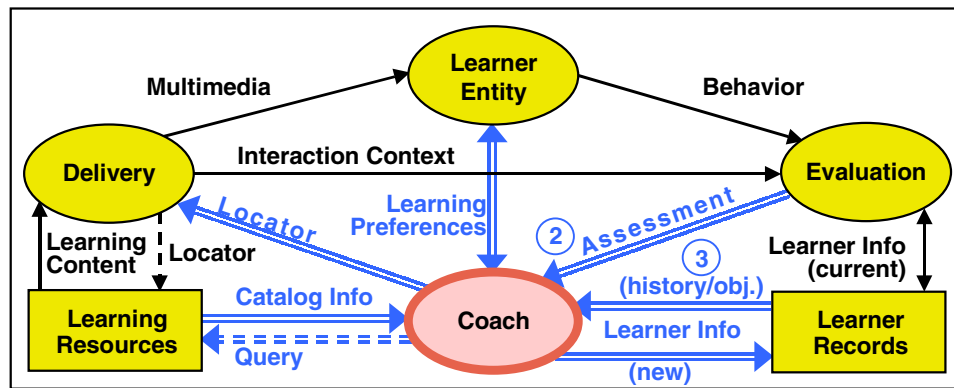 Learner
Entity
Multimedia
Behavior
Delivery
Interaction Context
Evaluation
Locator
Learning
Preferences
2
Assessment
Learning
Content
Locator
3
Learner Info
(current)
Catalog Info
(history/obj.)
Learning
Resources
Coach
Learner Info
Learner
Records
Query
(new)